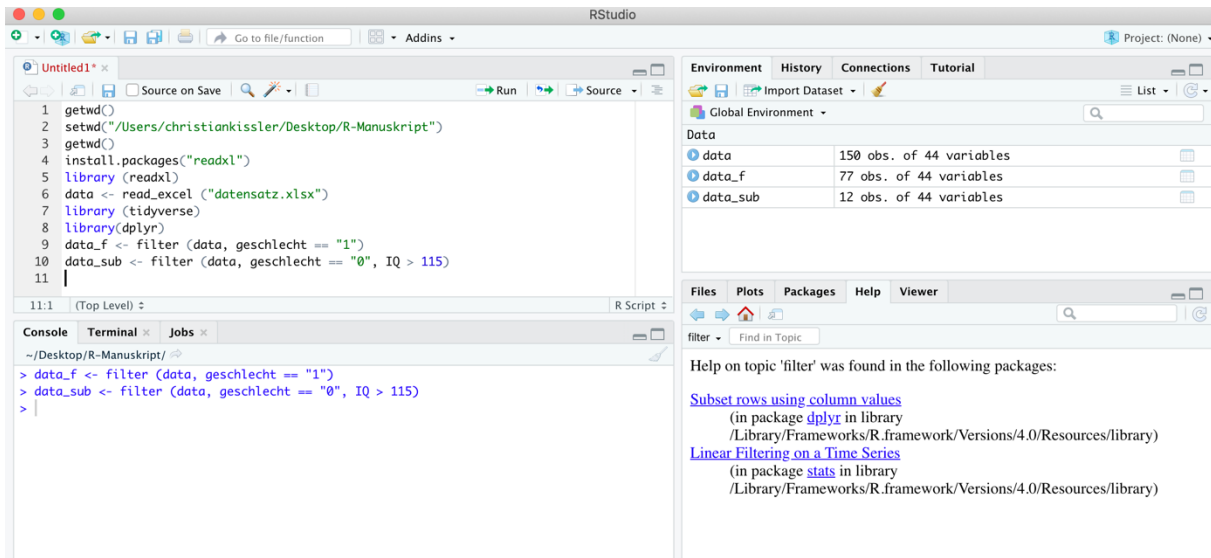 RStudio
Go to file/function
Addins
Project: (None)
Untitled1*
Source on Save
Run
Source
1 getwd()
2 setwd("/Users/christiankissler/Desktop/R-Manuskript")
3 getwd()
4 install.packages("readxl")
5 library (readxl)
6 data <- read_excel ("datensatz.xlsx")
7 library (tidyverse)
8 library(dplyr)
9 data_f <- filter (data, geschlecht == "1")
10 data_sub <- filter (data, geschlecht == "0", IQ > 115)
11
11:1 (Top Level) R Script
Console Terminal Jobs
~/Desktop/R-Manuskript/
> data_f <- filter (data, geschlecht == "1")
> data_sub <- filter (data, geschlecht == "0", IQ > 115)
>
Environment History Connections Tutorial
Import Dataset List
Global Environment
Data
data 150 obs. of 44 variables
data_f 77 obs. of 44 variables
data_sub 12 obs. of 44 variables
Files Plots Packages Help Viewer
filter Find in Topic
Help on topic 'filter' was found in the following packages:
Subset rows using column values
(in package dplyr in library
/Library/Frameworks/R.framework/Versions/4.0/Resources/library)
Linear Filtering on a Time Series
(in package stats in library
/Library/Frameworks/R.framework/Versions/4.0/Resources/library)